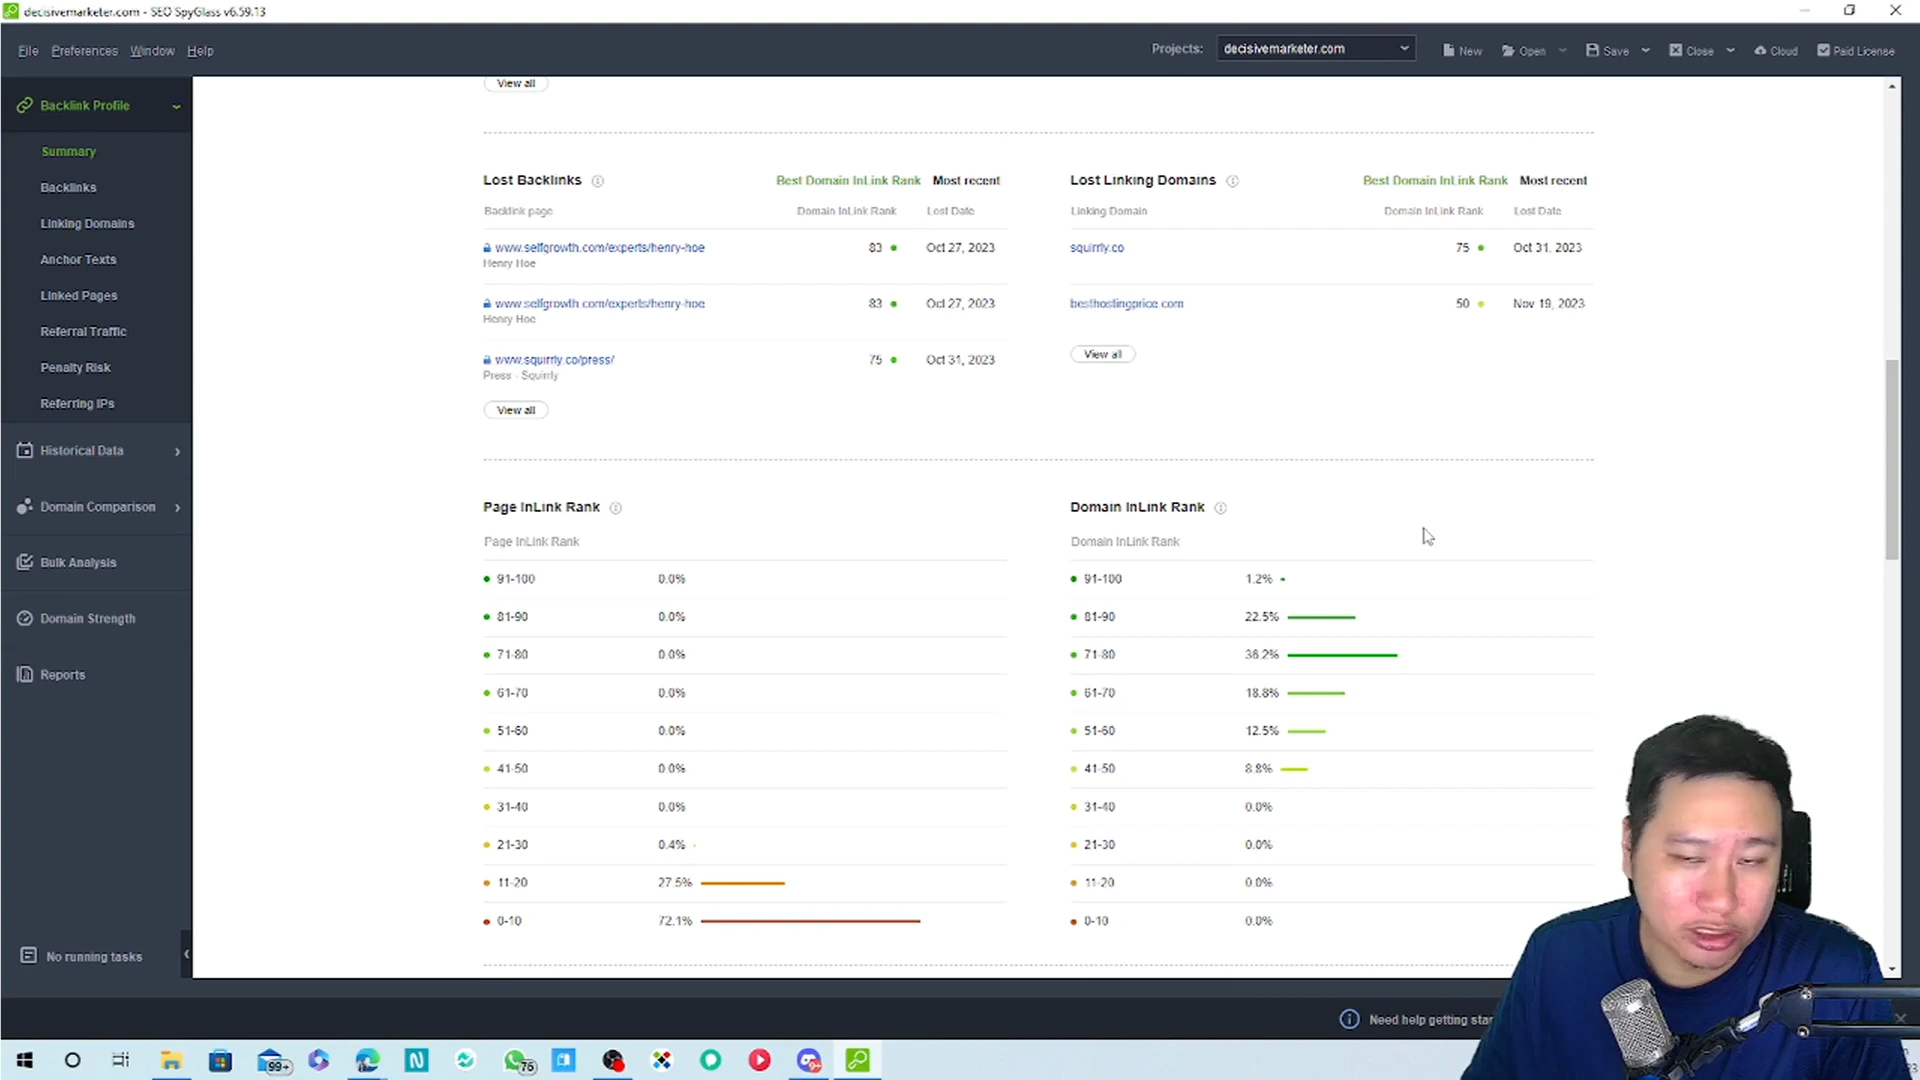 decisivemarketer.com - SEO SpyGlass v6.59.13
File Preferences Window Help
Projects: decisivemarketer.com
New Open Save Close Cloud Paid License
Backlink Profile
Summary
Backlinks
Linking Domains
Anchor Texts
Linked Pages
Referral Traffic
Penalty Risk
Referring IPs
Historical Data
Domain Comparison
Bulk Analysis
Domain Strength
Reports
No running tasks
View all
Lost Backlinks Best Domain InLink Rank Most recent
Backlink page Domain InLink Rank Lost Date
www.selfgrowth.com/experts/henry-hoe 83 Oct 27, 2023
Henry Hoe
www.selfgrowth.com/experts/henry-hoe 83 Oct 27, 2023
Henry Hoe
www.squirrly.co/press/ 75 Oct 31, 2023
Press - Squirrly
View all
Lost Linking Domains Best Domain InLink Rank Most recent
Linking Domain Domain InLink Rank Lost Date
squirrly.co 75 Oct 31, 2023
besthostingprice.com 50 Nov 19, 2023
View all
Page InLink Rank
Page InLink Rank
91-100 0.0%
81-90 0.0%
71-80 0.0%
61-70 0.0%
51-60 0.0%
41-50 0.0%
31-40 0.0%
21-30 0.4%
11-20 27.5%
0-10 72.1%
Domain InLink Rank
Domain InLink Rank
91-100 1.2%
81-90 22.5%
71-80 36.2%
61-70 18.8%
51-60 12.5%
41-50 8.8%
31-40 0.0%
21-30 0.0%
11-20 0.0%
0-10 0.0%
Need help getting
99+
76